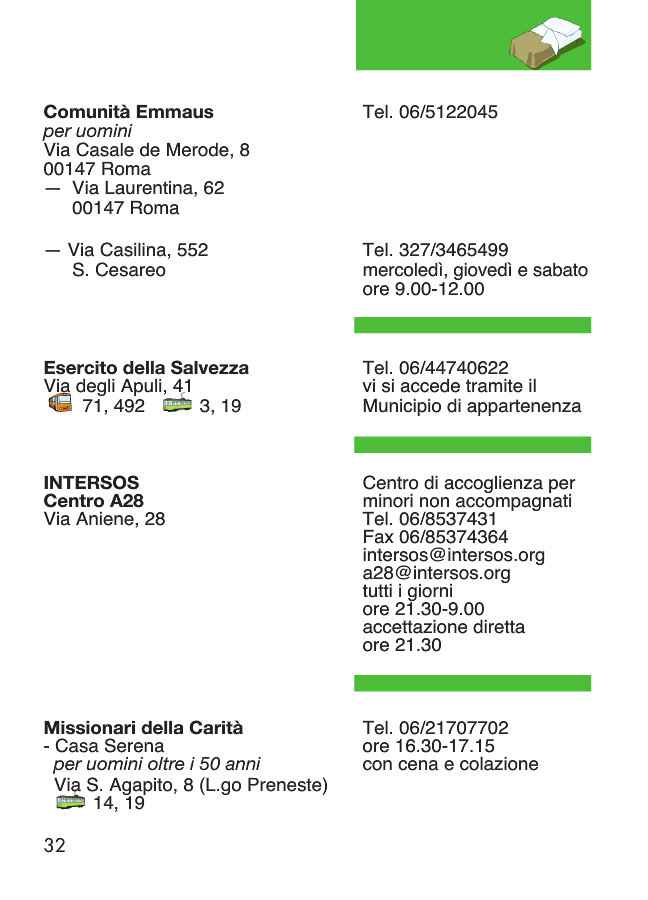 Comunità Emmaus
Tel. 06/5122045
per uomini
Via Casale de Merode, 8
00147 Roma
— Via Laurentina, 62
00147 Roma
— Via Casilina, 552
S. Cesareo
Tel. 327/3465499
mercoledì, giovedì e sabato
ore 9.00-12.00
Esercito della Salvezza
Via degli Apuli, 41
71, 492 3, 19
Tel. 06/44740622
vi si accede tramite il
Municipio di appartenenza
INTERSOS
Centro A28
Via Aniene, 28
Centro di accoglienza per
minori non accompagnati
Tel. 06/8537431
Fax 06/85374364
intersos@intersos.org
a28@intersos.org
tutti i giorni
ore 21.30-9.00
accettazione diretta
ore 21.30
Missionari della Carità
- Casa Serena
per uomini oltre i 50 anni
Via S. Agapito, 8 (L.go Preneste)
14, 19
Tel. 06/21707702
ore 16.30-17.15
con cena e colazione
32